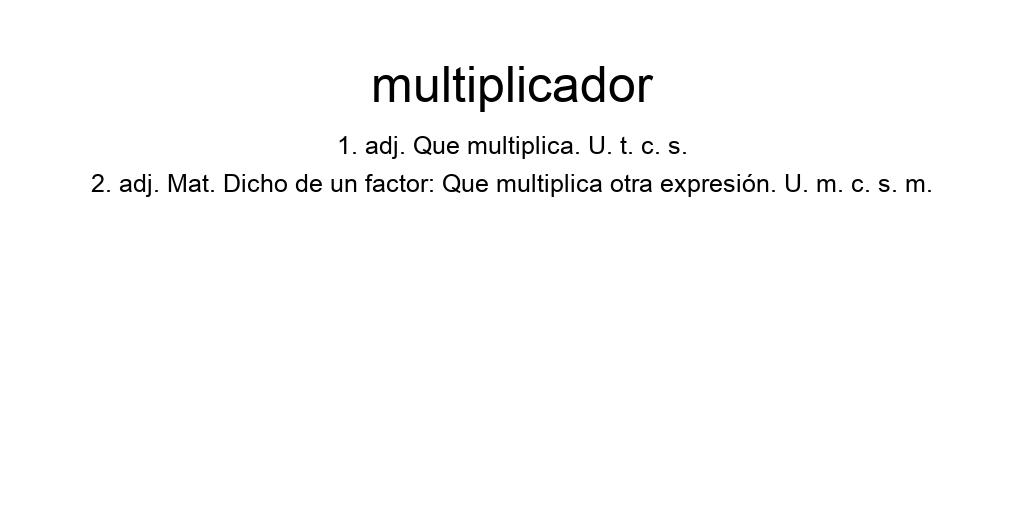 multiplicador
1. adj. Que multiplica. U. t. c. s.
2. adj. Mat. Dicho de un factor: Que multiplica otra expresión. U. m. c. s. m.